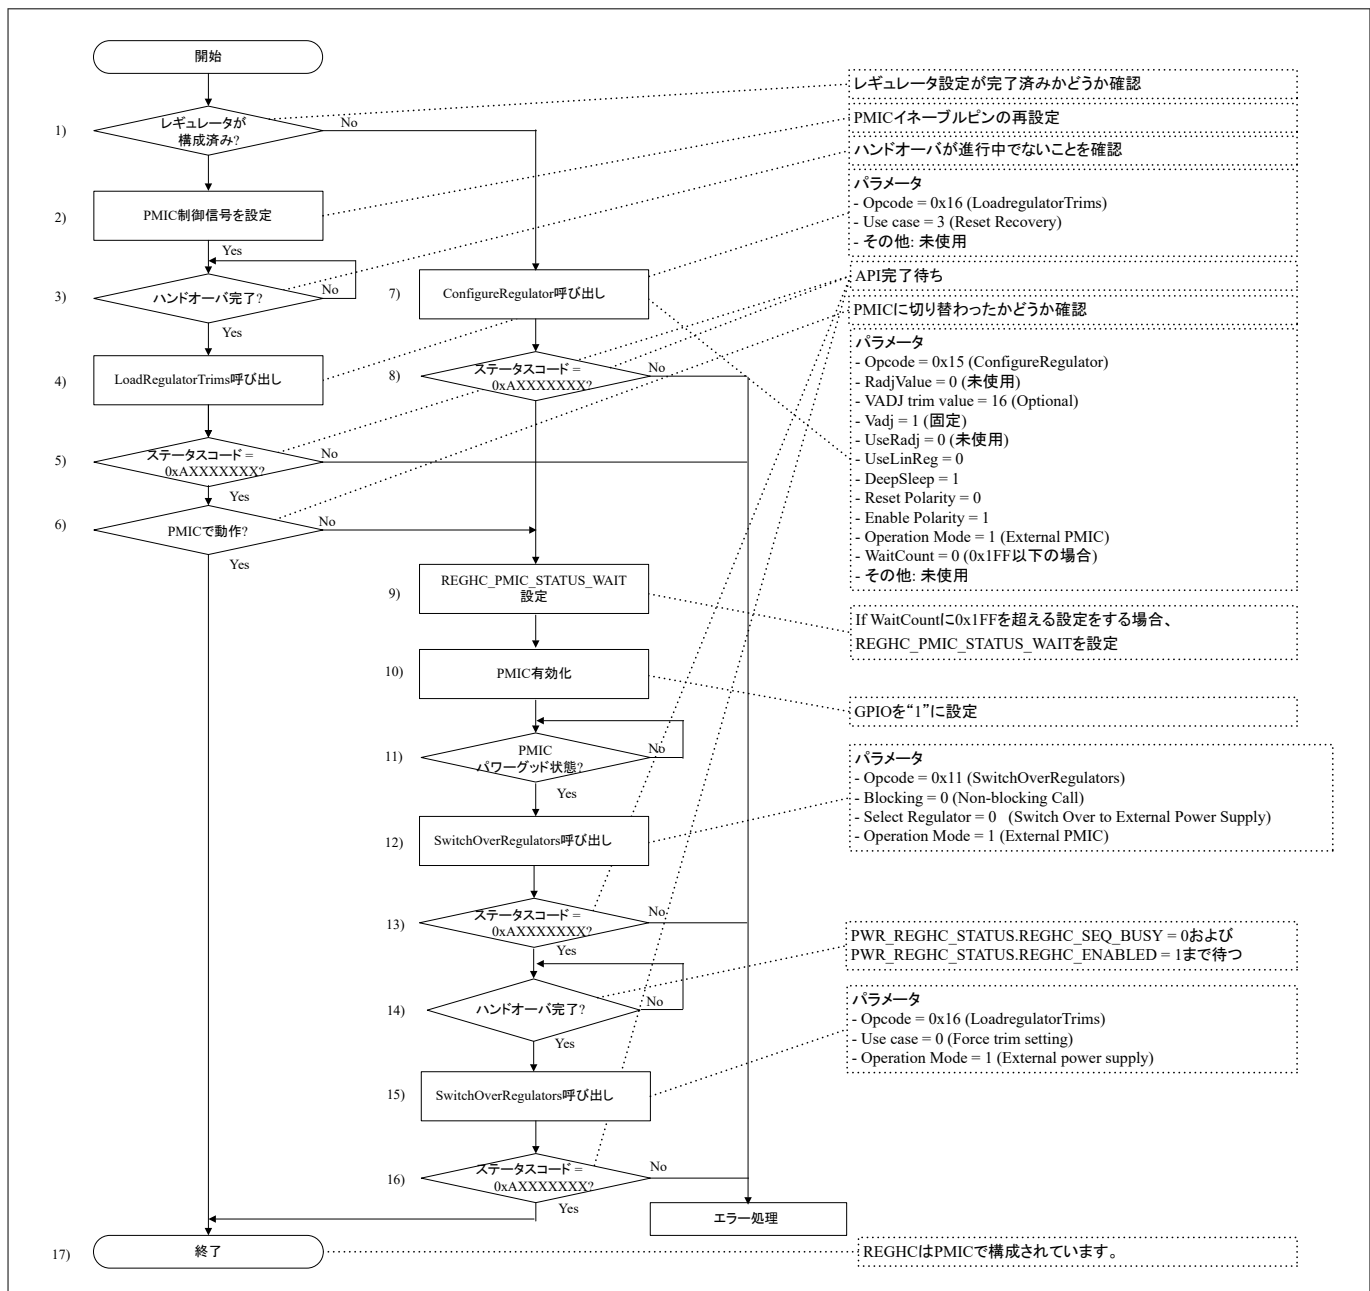 開始
1)
レギュレータが
構成済み?
No
2)
PMIC制御信号を設定
Yes
3)
ハンドオーバ完了?
No
Yes
4)
LoadRegulatorTrims呼び出し
5)
ステータスコード =
0xAXXXXXXX?
No
Yes
6)
PMICで動作?
No
Yes
7)
ConfigureRegulator呼び出し
8)
ステータスコード =
0xAXXXXXXX?
No
Yes
9)
REGHC_PMIC_STATUS_WAIT
設定
10)
PMIC有効化
11)
PMIC
パワーグッド状態?
No
Yes
12)
SwitchOverRegulators呼び出し
13)
ステータスコード =
0xAXXXXXXX?
No
Yes
14)
ハンドオーバ完了?
No
Yes
15)
SwitchOverRegulators呼び出し
16)
ステータスコード =
0xAXXXXXXX?
No
Yes
エラー処理
17)
終了
レギュレータ設定が完了済みかどうか確認
PMICイネーブルピンの再設定
ハンドオーバが進行中でないことを確認
パラメータ
- Opcode = 0x16 (LoadregulatorTrims)
- Use case = 3 (Reset Recovery)
- その他: 未使用
API完了待ち
PMICに切り替わったかどうか確認
パラメータ
- Opcode = 0x15 (ConfigureRegulator)
- RadjValue = 0 (未使用)
- VADJ trim value = 16 (Optional)
- Vadj = 1 (固定)
- UseRadj = 0 (未使用)
- UseLinReg = 0
- DeepSleep = 1
- Reset Polarity = 0
- Enable Polarity = 1
- Operation Mode = 1 (External PMIC)
- WaitCount = 0 (0x1FF以下の場合)
- その他: 未使用
If WaitCountに0x1FFを超える設定をする場合、
REGHC_PMIC_STATUS_WAITを設定
GPIOを“1”に設定
パラメータ
- Opcode = 0x11 (SwitchOverRegulators)
- Blocking = 0 (Non-blocking Call)
- Select Regulator = 0 (Switch Over to External Power Supply)
- Operation Mode = 1 (External PMIC)
PWR_REGHC_STATUS.REGHC_SEQ_BUSY = 0および
PWR_REGHC_STATUS.REGHC_ENABLED = 1まで待つ
パラメータ
- Opcode = 0x16 (LoadregulatorTrims)
- Use case = 0 (Force trim setting)
- Operation Mode = 1 (External power supply)
REGHCはPMICで構成されています。